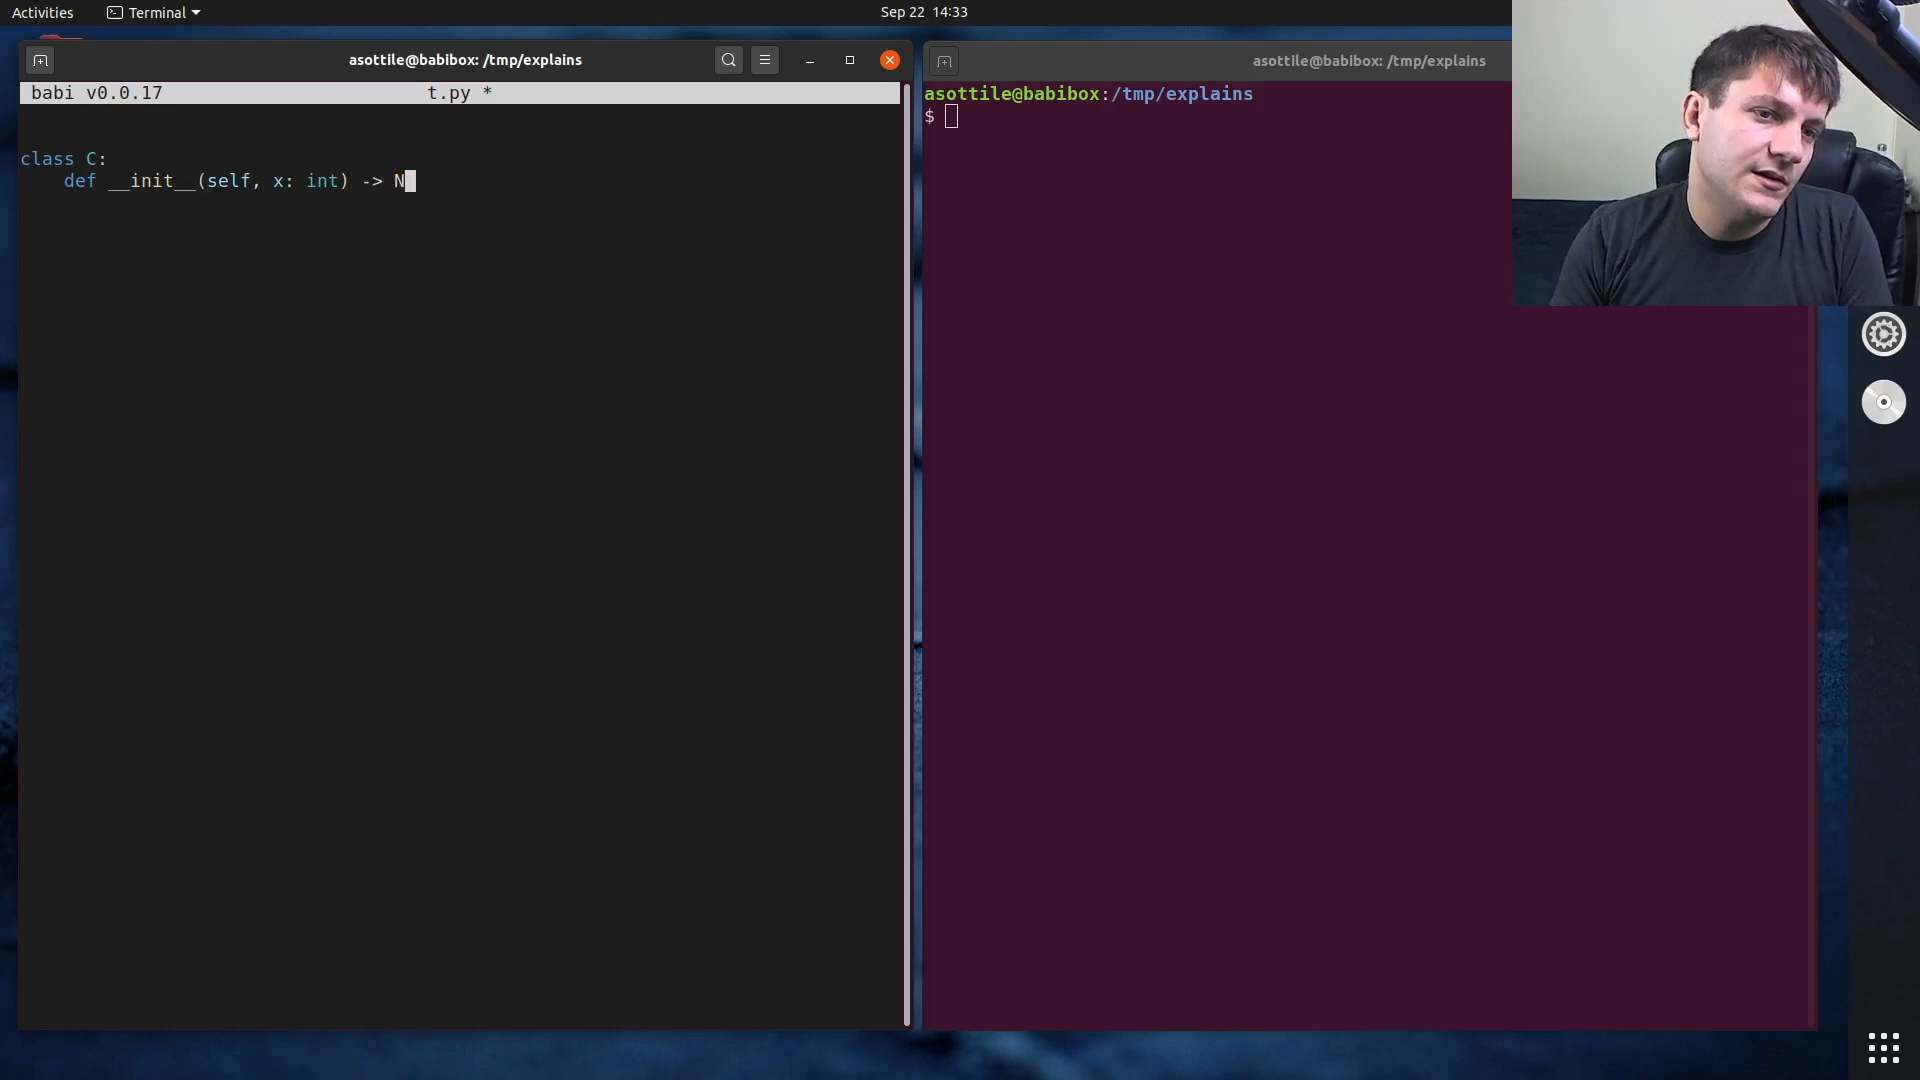 Activities Terminal Sep 22 14:33
asottile@babibox: /tmp/explains
babi v0.0.17 t.py *
class C:
    def __init__(self, x: int) -> N
asottile@babibox: /tmp/explains
asottile@babibox:/tmp/explains
$